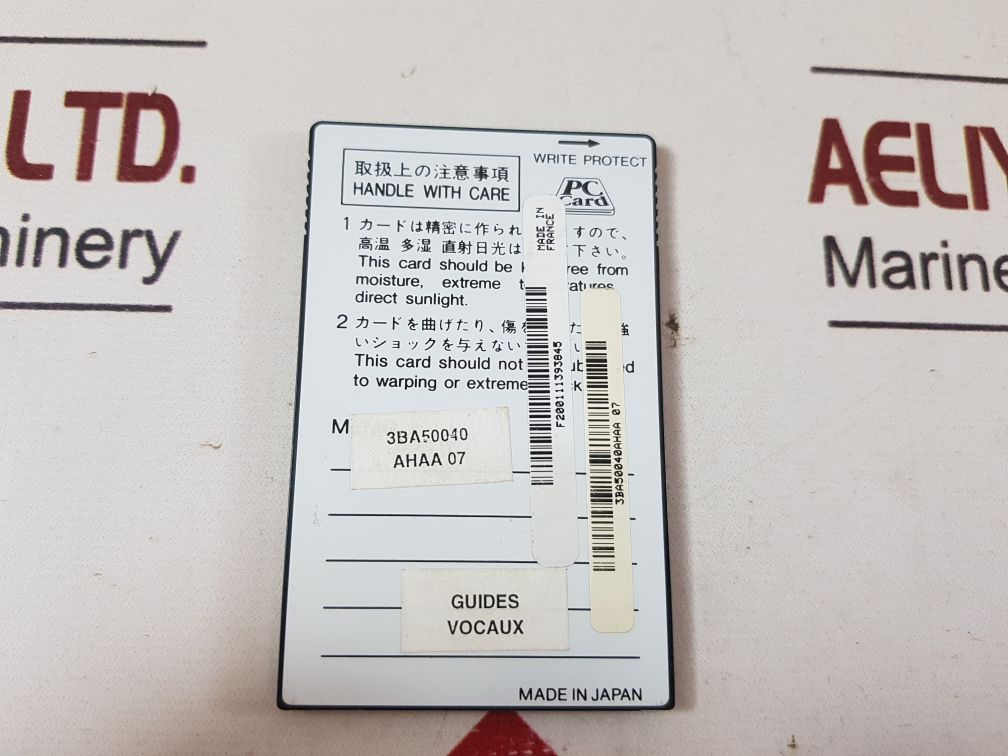 LTD.
AELIY
Marine
WRITE PROTECT
取扱上の注意事項
HANDLE WITH CARE
PC
Card
1 カードは精密に作られ すので、
高温 多湿 直射日光は 下さい。
This card should be from
moisture, extreme
direct sunlight.
2 カードを曲げたり、傷を 強
いショックを与えない
This card should not
to warping or extreme
MADE IN
FRANCE
F200111393845
3BA50040AHAA 07
3BA50040
AHAA 07
GUIDES
VOCAUX
MADE IN JAPAN